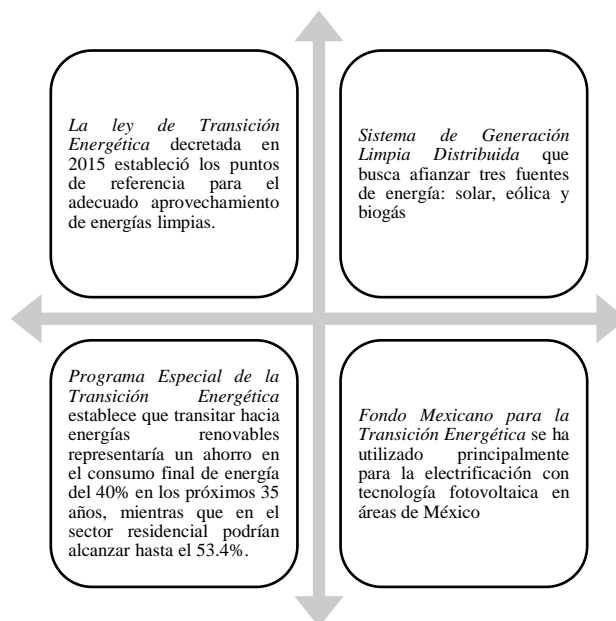 La ley de Transición
Energética decretada en
2015 estableció los puntos
de referencia para el
adecuado aprovechamiento
de energías limpias.
Sistema de Generación
Limpia Distribuida que
busca afianzar tres fuentes
de energía: solar, eólica y
biogás
Programa Especial de la
Transición Energética
establece que transitar hacia
energías renovables
representaría un ahorro en
el consumo final de energía
del 40% en los próximos 35
años, mientras que en el
sector residencial podrían
alcanzar hasta el 53.4%.
Fondo Mexicano para la
Transición Energética se ha
utilizado principalmente
para la electrificación con
tecnología fotovoltaica en
áreas de México